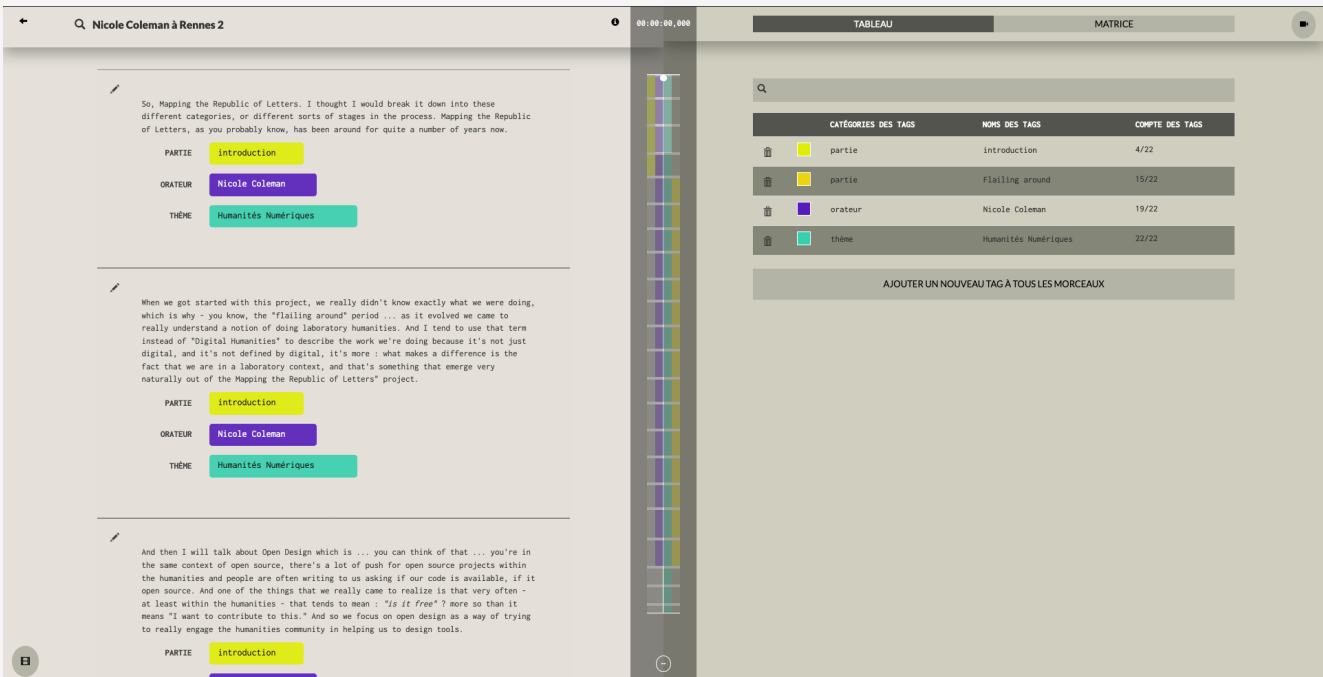 Nicole Coleman à Rennes 2
00:00:00,000
TABLEAU
MATRICE
So, Mapping the Republic of Letters. I thought I would break it down into these
different categories, or different sorts of stages in the process. Mapping the Republic
of Letters, as you probably know, has been around for quite a number of years now.
PARTIE introduction
ORATEUR Nicole Coleman
THÈME Humanités Numériques
When we got started with this project, we really didn't know exactly what we were doing,
which is why - you know, the "flailing around" period ... as it evolved we came to
really understand a notion of doing laboratory humanities. And I tend to use that term
instead of "Digital Humanities" to describe the work we're doing because it's not just
digital, and it's not defined by digital, it's more : what makes a difference is the
fact that we are in a laboratory context, and that's something that emerge very
naturally out of the Mapping the Republic of Letters" project.
PARTIE introduction
ORATEUR Nicole Coleman
THÈME Humanités Numériques
And then I will talk about Open Design which is ... you can think of that ... you're in
the same context of open source, there's a lot of push for open source projects within
the humanities and people are often writing to us asking if our code is available, if it
open source. And one of the things that we really came to realize is that very often -
at least within the humanities - that tends to mean : "is it free" ? more so than it
means "I want to contribute to this." And so we focus on open design as a way of trying
to really engage the humanities community in helping us to design tools.
PARTIE introduction
CATÉGORIES DES TAGS NOMS DES TAGS COMPTE DES TAGS
partie introduction 4/22
partie Flailing around 15/22
orateur Nicole Coleman 19/22
thème Humanités Numériques 22/22
AJOUTER UN NOUVEAU TAG À TOUS LES MORCEAUX